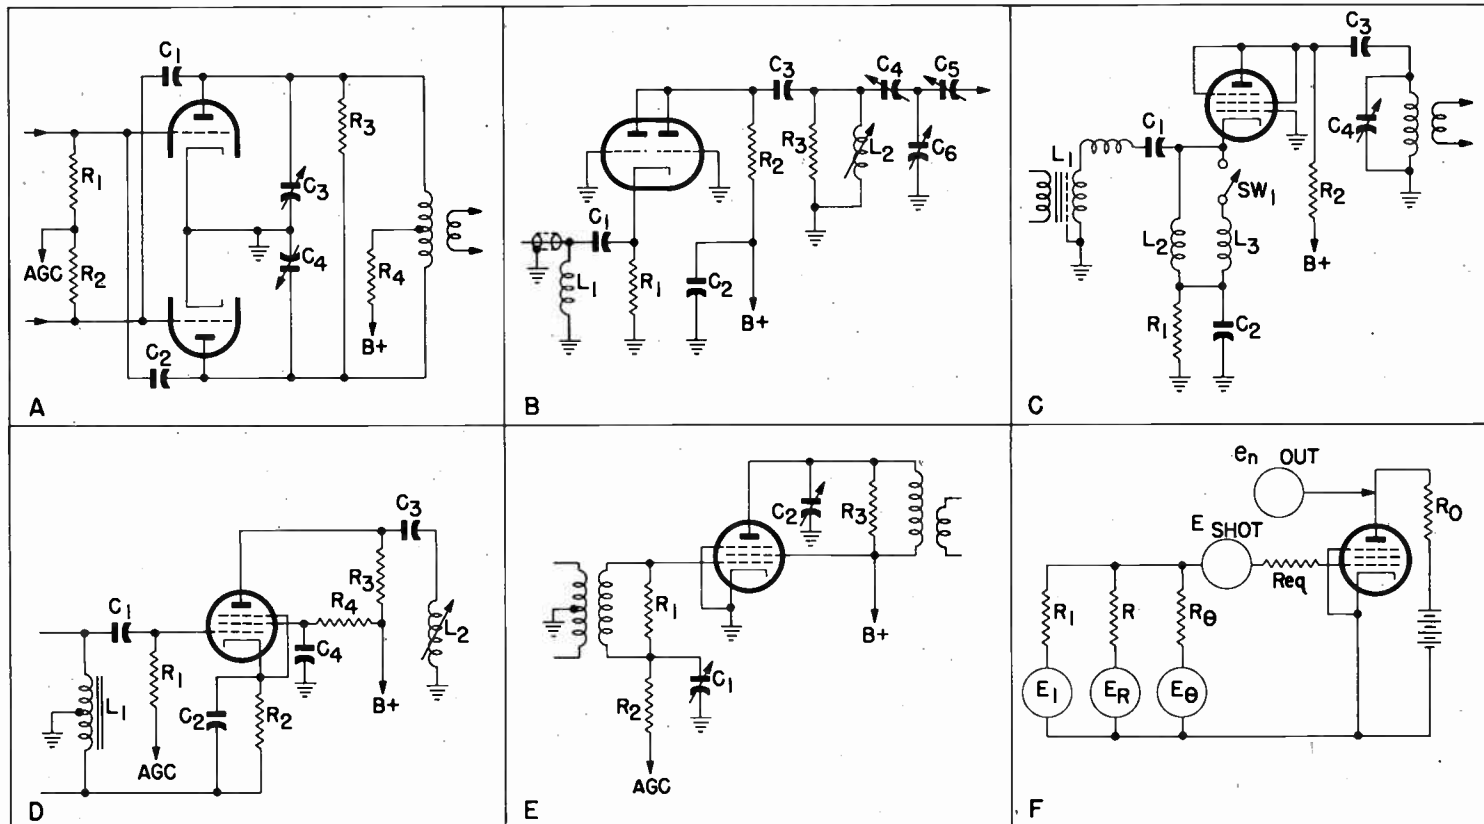 C1
R1
AGC
R2
C2
C3
C4
R3
R4
B+
A
C1
L1
R1
C2
R2
B+
C3
R3
L2
C4
C5
C6
B
L1
C1
L2
R1
SW1
L3
C2
R2
B+
C3
C4
C
C1
L1
R1
AGC
C2
R2
C4
R4
R3
B+
C3
L2
D
R1
R2
AGC
C1
C2
R3
B+
E
en OUT
E SHOT
Req
RO
R1
R
Rθ
E1
ER
Eθ
F